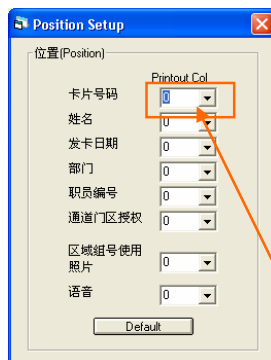 Position Setup
位置(Position)
Printout Col
卡片号码 0
姓名 0
发卡日期 0
部门 0
职员编号 0
通道门区授权 0
区域组号使用
照片 0
语音 0
Default